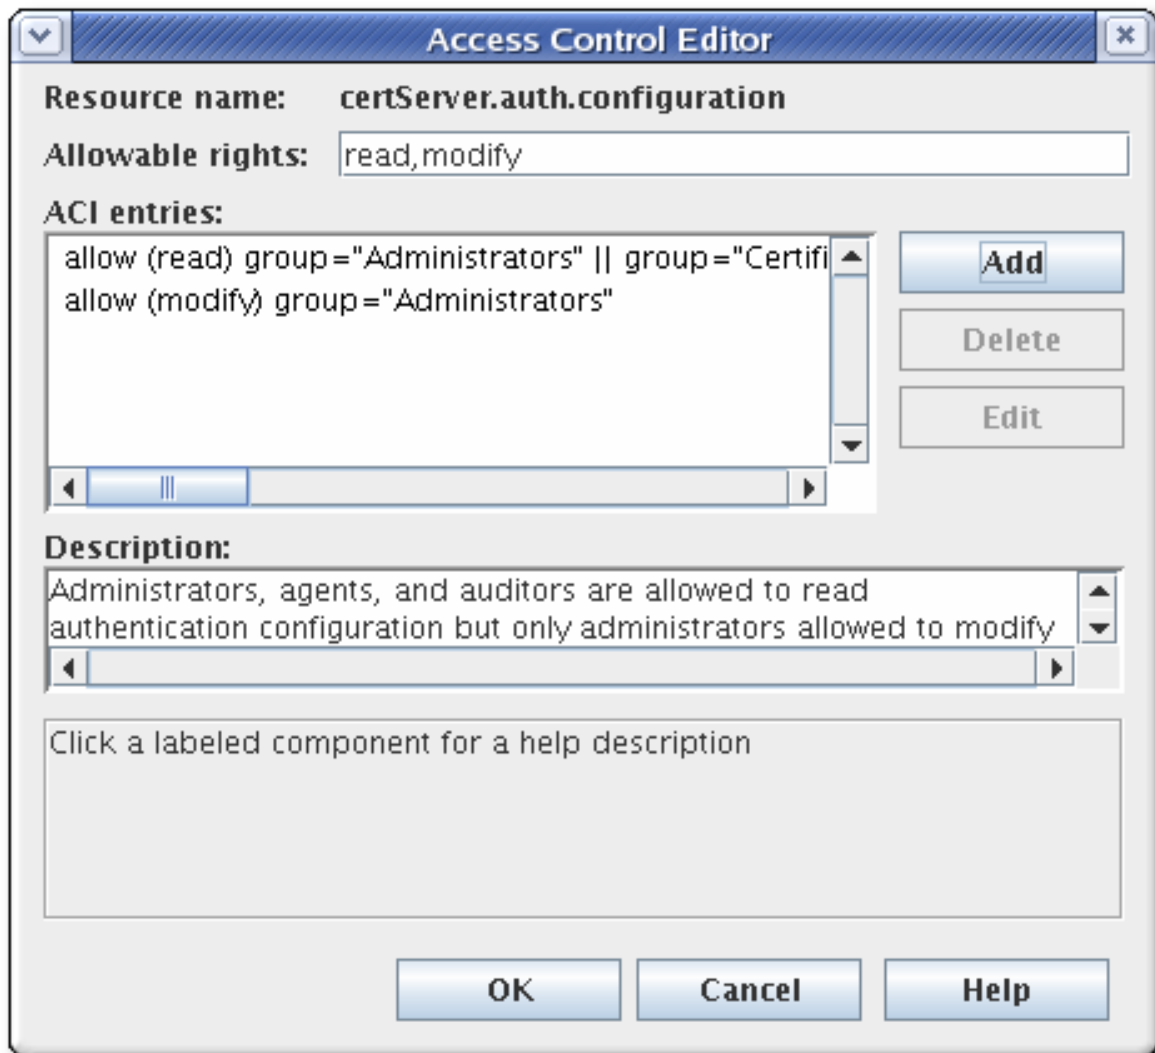 Access Control Editor
Resource name: certServer.auth.configuration
Allowable rights: read,modify
ACI entries:
allow (read) group="Administrators" || group="Certifi
allow (modify) group="Administrators"
Add
Delete
Edit
Description:
Administrators, agents, and auditors are allowed to read
authentication configuration but only administrators allowed to modify
Click a labeled component for a help description
OK Cancel Help